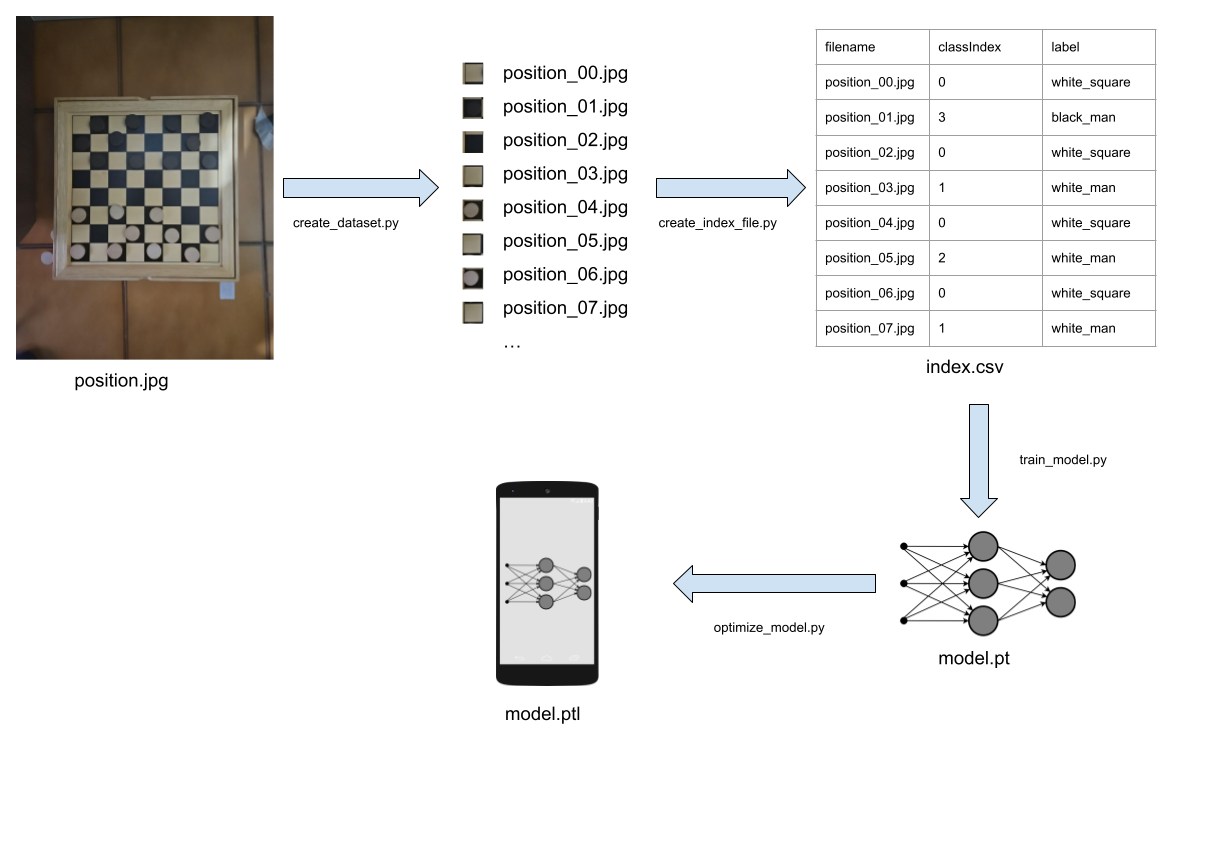 position_00.jpg
position_01.jpg
position_02.jpg
position_03.jpg
position_04.jpg
position_05.jpg
position_06.jpg
position_07.jpg
...
create_dataset.py
create_index_file.py
position.jpg
filename classIndex label
position_00.jpg 0 white_square
position_01.jpg 3 black_man
position_02.jpg 0 white_square
position_03.jpg 1 white_man
position_04.jpg 0 white_square
position_05.jpg 2 white_man
position_06.jpg 0 white_square
position_07.jpg 1 white_man
index.csv
train_model.py
optimize_model.py
model.pt
model.ptl